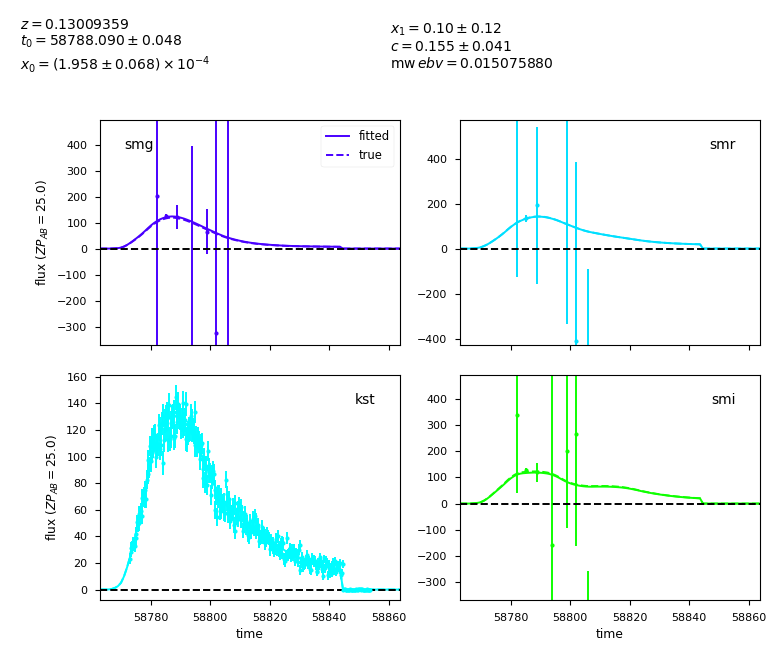 z = 0.13009359
t₀ = 58788.090 ± 0.048
x₀ = (1.958 ± 0.068) × 10⁻⁴
x₁ = 0.10 ± 0.12
c = 0.155 ± 0.041
mw ebv = 0.015075880
smg
fitted
true
400
300
200
100
0
−100
−200
−300
flux (ZP_AB = 25.0)
smr
400
200
0
−200
−400
kst
160
140
120
100
80
60
40
20
0
flux (ZP_AB = 25.0)
58780 58800 58820 58840 58860
time
smi
400
300
200
100
0
−100
−200
−300
58780 58800 58820 58840 58860
time